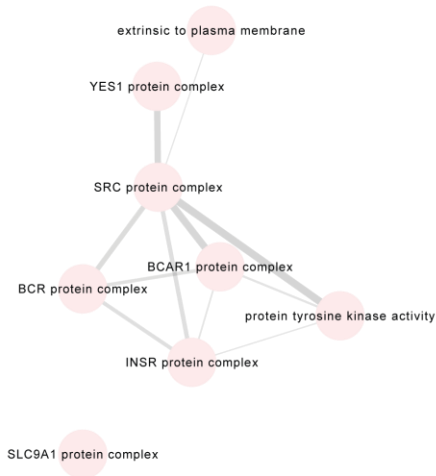 extrinsic to plasma membrane
YES1 protein complex
SRC protein complex
BCAR1 protein complex
BCR protein complex
protein tyrosine kinase activity
INSR protein complex
SLC9A1 protein complex